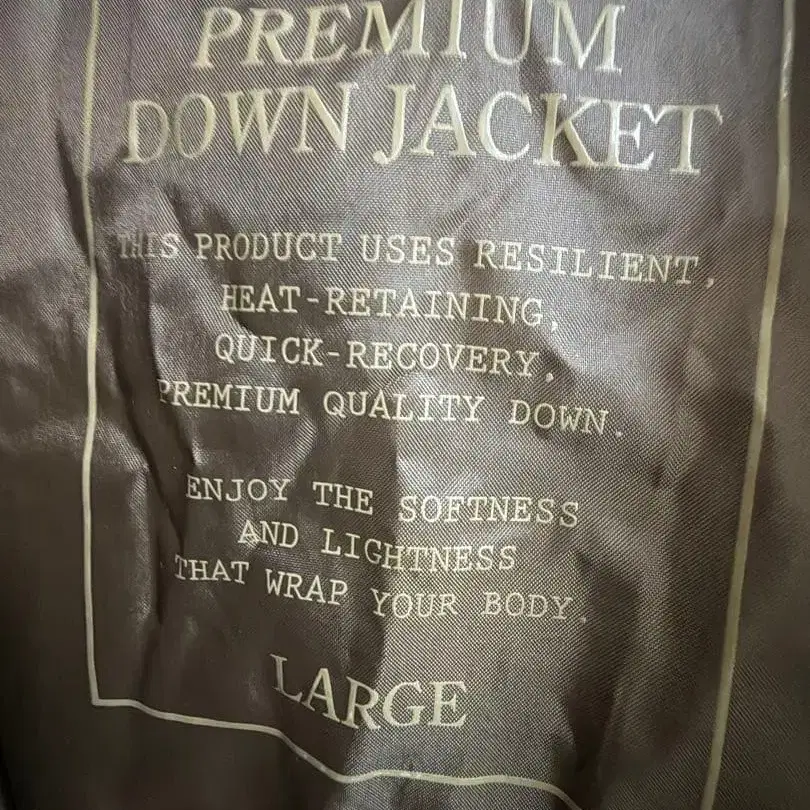 PREMIUM
DOWN JACKET
THIS PRODUCT USES RESILIENT,
HEAT-RETAINING,
QUICK-RECOVERY,
PREMIUM QUALITY DOWN.
ENJOY THE SOFTNESS
AND LIGHTNESS
THAT WRAP YOUR BODY.
LARGE